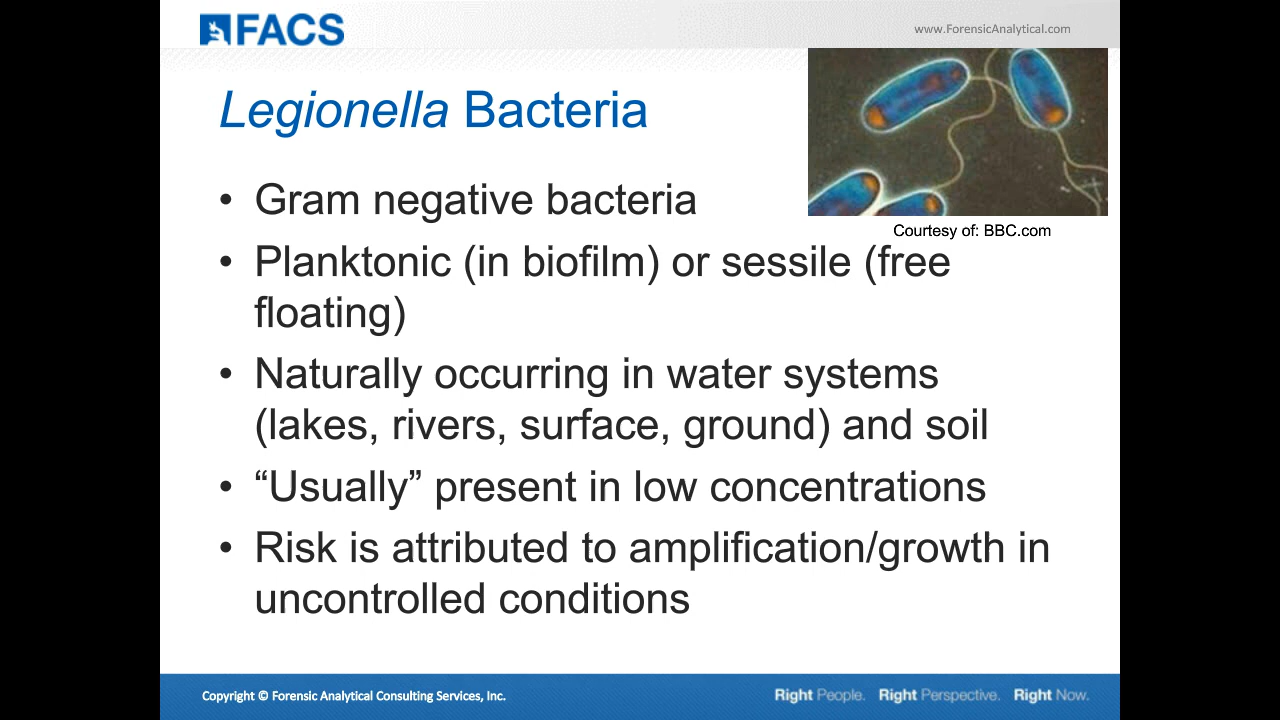 FACS
www.ForensicAnalytical.com
Legionella Bacteria
Courtesy of: BBC.com
• Gram negative bacteria
• Planktonic (in biofilm) or sessile (free
floating)
• Naturally occurring in water systems
(lakes, rivers, surface, ground) and soil
• “Usually” present in low concentrations
• Risk is attributed to amplification/growth in
uncontrolled conditions
Copyright © Forensic Analytical Consulting Services, Inc.
Right People. Right Perspective. Right Now.